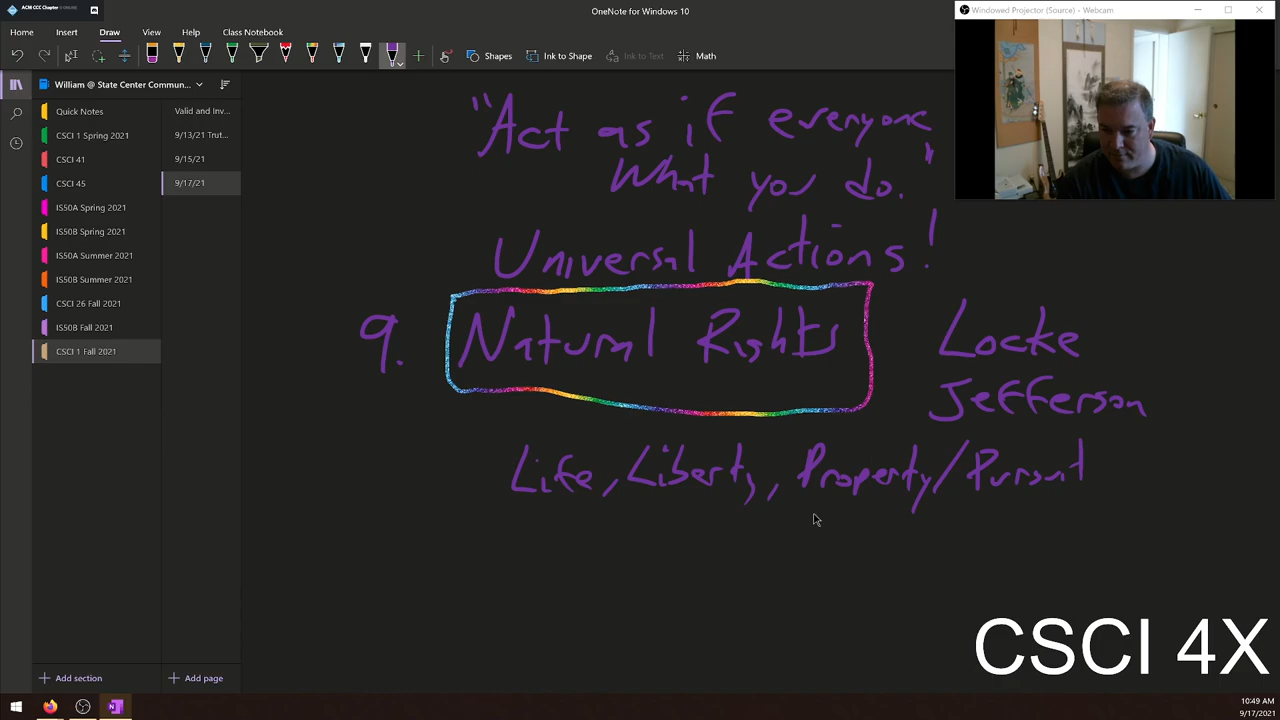 ACM CCC Chapter
OneNote for Windows 10
Windowed Projector (Source) - Webcam
Home Insert Draw View Help Class Notebook
Shapes Ink to Shape Ink to Text Math
William @ State Center Commun...
Quick Notes
CSCI 1 Spring 2021
CSCI 41
CSCI 45
IS50A Spring 2021
IS50B Spring 2021
IS50A Summer 2021
IS50B Summer 2021
CSCI 26 Fall 2021
IS50B Fall 2021
CSCI 1 Fall 2021
Valid and Inv...
9/13/21 Trut...
9/15/21
9/17/21
"Act as if everyone
What you do."
Universal Actions!
9. Natural Rights
Locke
Jefferson
Life, Liberty, Property/Pursuit
CSCI 4X
Add section
Add page
10:49 AM
9/17/2021